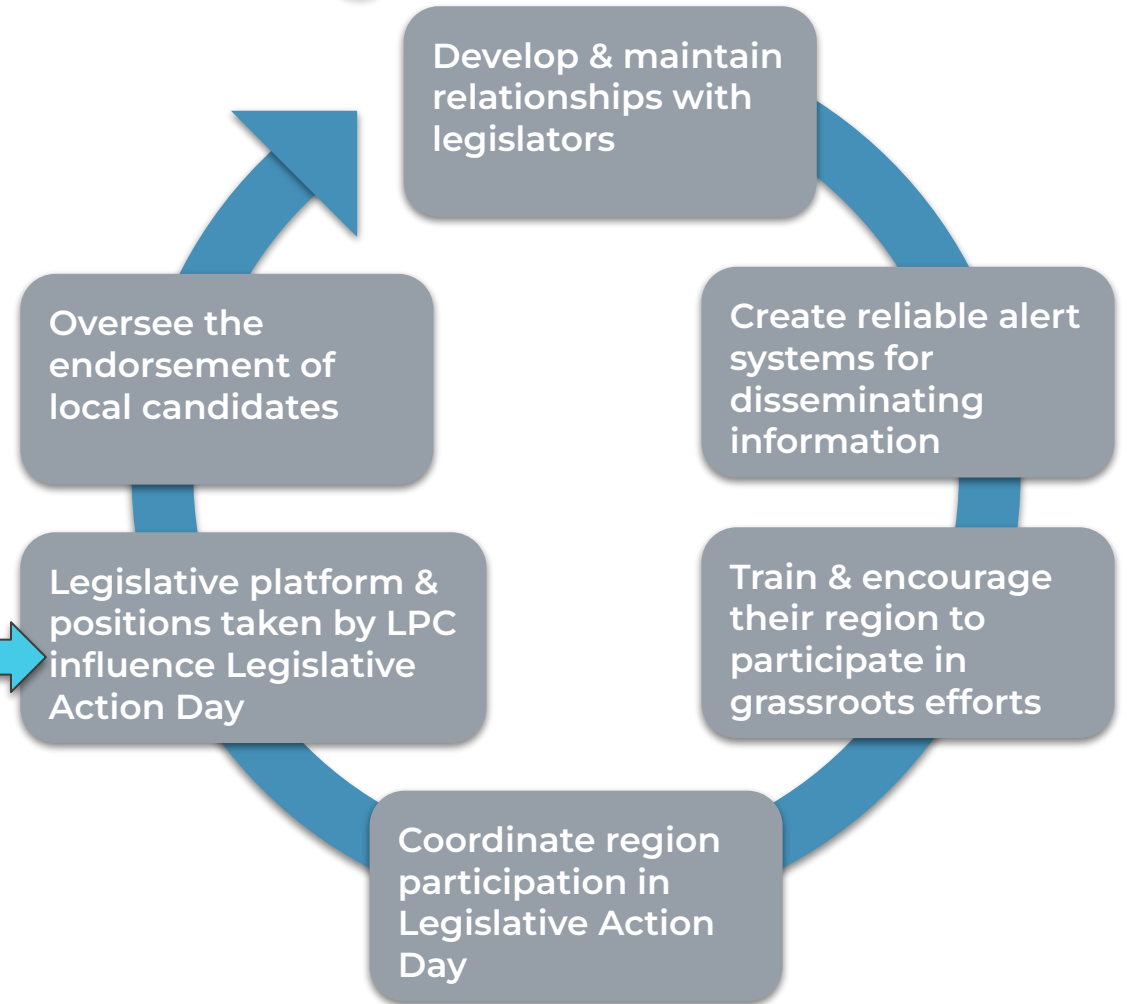 Develop & maintain
relationships with
legislators
Create reliable alert
systems for
disseminating
information
Train & encourage
their region to
participate in
grassroots efforts
Coordinate region
participation in
Legislative Action
Day
Legislative platform &
positions taken by LPC
influence Legislative
Action Day
Oversee the
endorsement of
local candidates